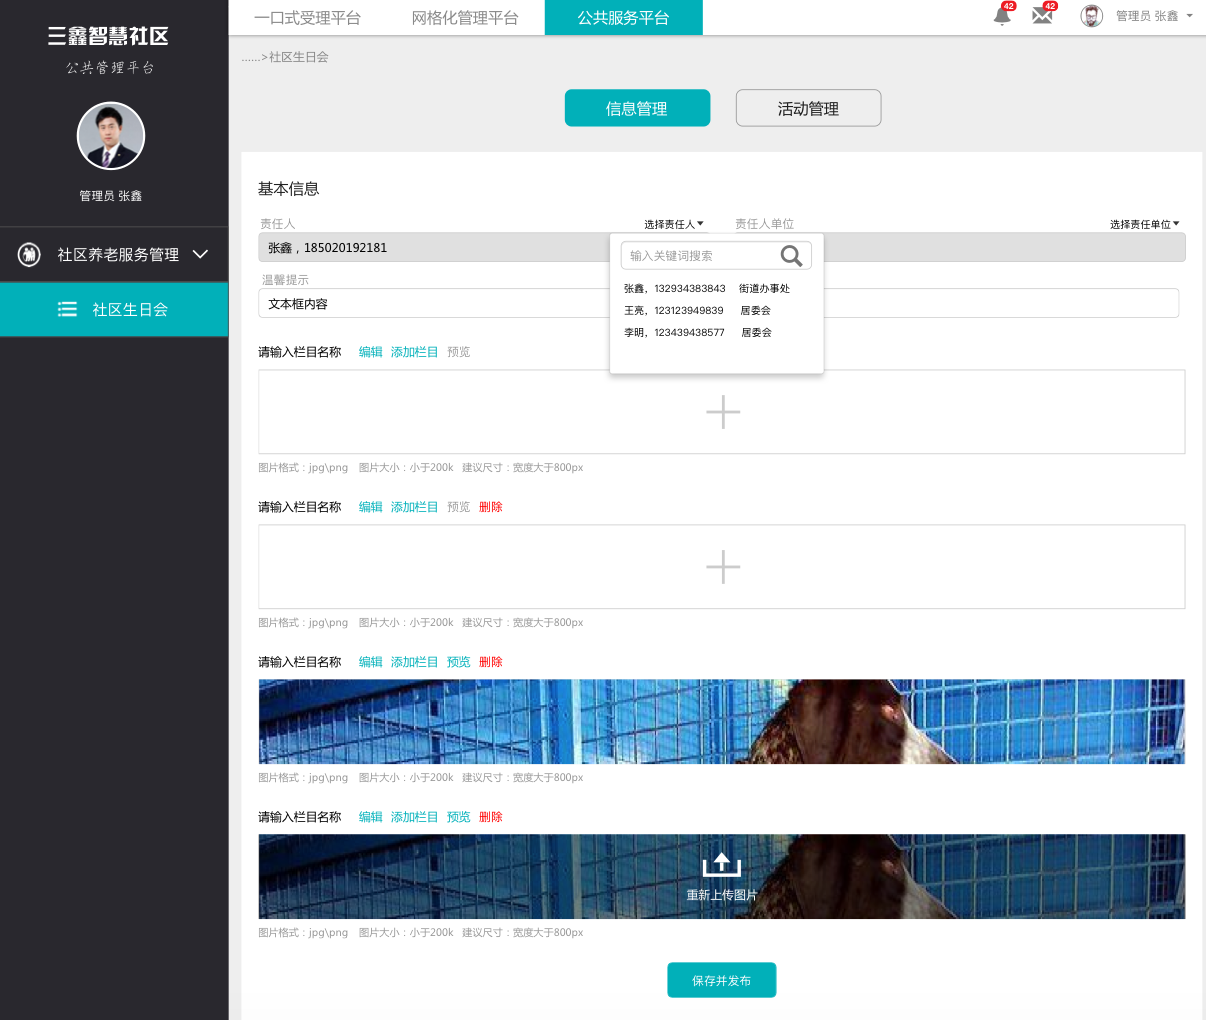 三鑫智慧社区
公共管理平台
管理员 张鑫
社区养老服务管理
社区生日会
一口式受理平台 网格化管理平台 公共服务平台
42 42 管理员 张鑫
......>社区生日会
信息管理 活动管理
基本信息
责任人 选择责任人 责任人单位 选择责任单位
张鑫，185020192181
输入关键词搜索
张鑫，132934383843 街道办事处
王亮，123123949839 居委会
李明，123439438577 居委会
温馨提示
文本框内容
请输入栏目名称 编辑 添加栏目 预览
图片格式：jpg\png 图片大小：小于200k 建议尺寸：宽度大于800px
请输入栏目名称 编辑 添加栏目 预览 删除
图片格式：jpg\png 图片大小：小于200k 建议尺寸：宽度大于800px
请输入栏目名称 编辑 添加栏目 预览 删除
图片格式：jpg\png 图片大小：小于200k 建议尺寸：宽度大于800px
请输入栏目名称 编辑 添加栏目 预览 删除
重新上传图片
图片格式：jpg\png 图片大小：小于200k 建议尺寸：宽度大于800px
保存并发布